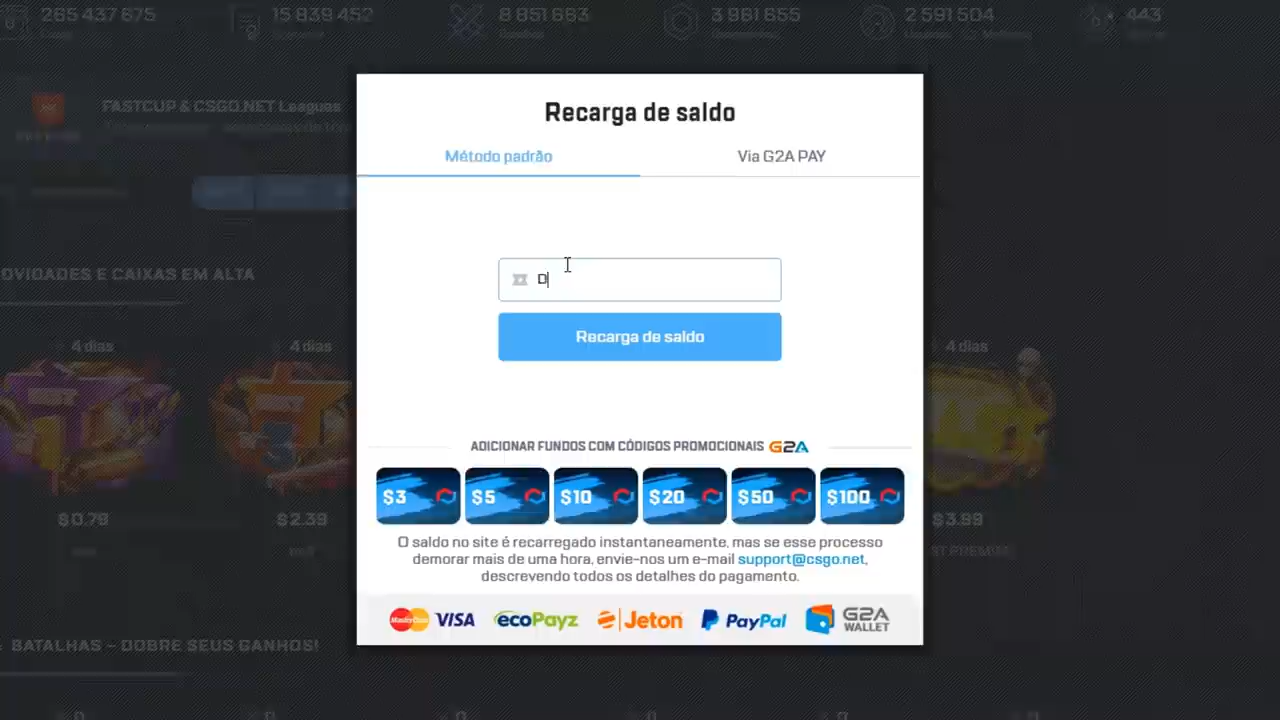 265 437 675
15 839 452
8 851 663
3 961 655
2 591 504
443
FASTCUP & CSGO.NET Leagues
Recarga de saldo
Método padrão
Via G2A PAY
D
Recarga de saldo
OVIDADES E CAIXAS EM ALTA
4 dias
4 dias
4 dias
$0.79
$2.39
$3.99
ADICIONAR FUNDOS COM CÓDIGOS PROMOCIONAIS G2A
$3
$5
$10
$20
$50
$100
O saldo no site é recarregado instantaneamente, mas se esse processo
demorar mais de uma hora, envie-nos um e-mail support@csgo.net,
descrevendo todos os detalhes do pagamento.
MasterCard VISA ecoPayz Jeton PayPal G2A WALLET
BATALHAS – DOBRE SEUS GANHOS!